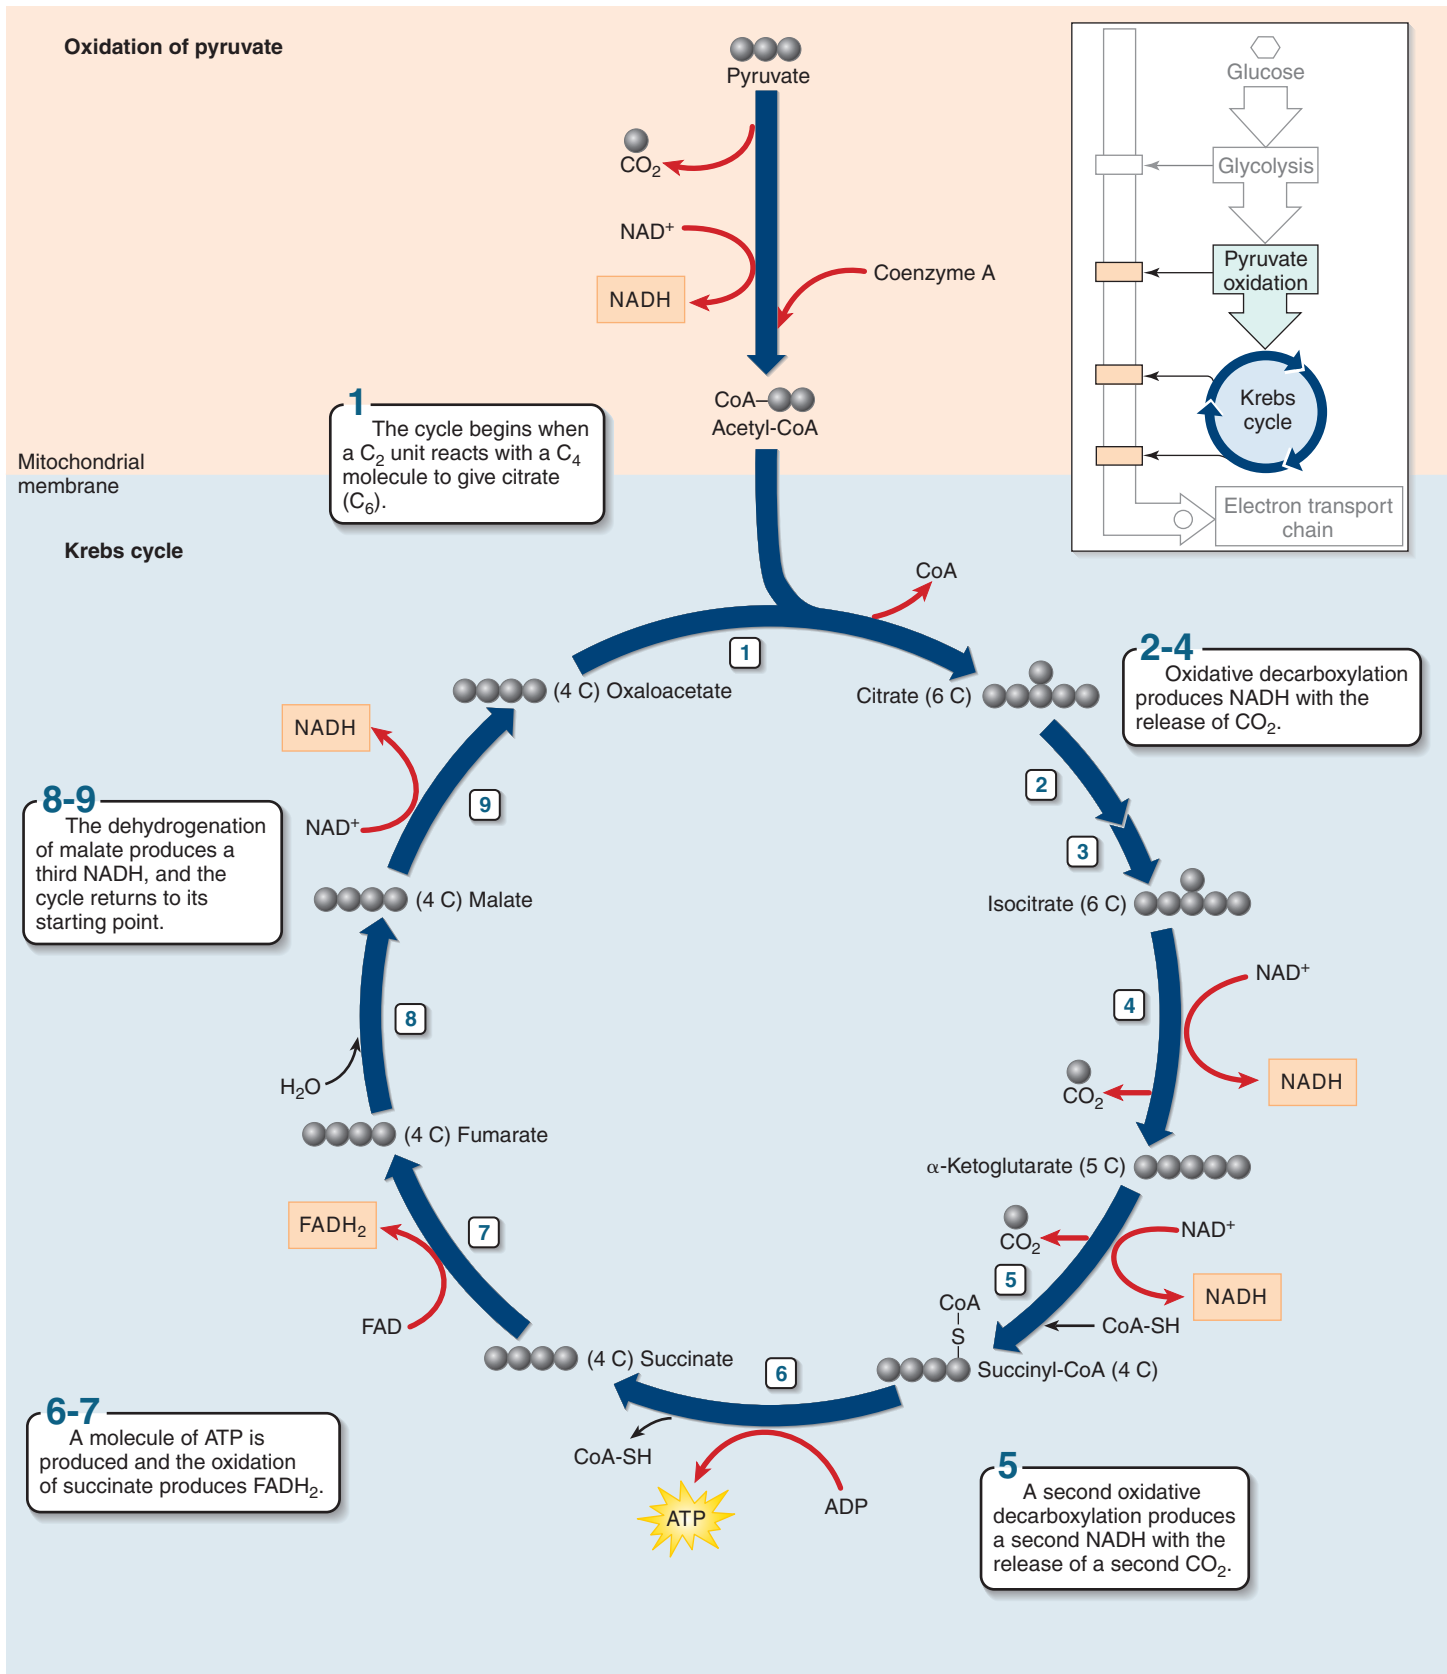 Oxidation of pyruvate
Pyruvate
CO₂
NAD⁺
NADH
Coenzyme A
CoA–
Acetyl-CoA
Glucose
Glycolysis
Pyruvate
oxidation
Krebs
cycle
Electron transport
chain
1
The cycle begins when
a C₂ unit reacts with a C₄
molecule to give citrate
(C₆).
Mitochondrial
membrane
Krebs cycle
CoA
1
(4 C) Oxaloacetate
Citrate (6 C)
2-4
Oxidative decarboxylation
produces NADH with the
release of CO₂.
2
3
Isocitrate (6 C)
NAD⁺
4
NADH
CO₂
α-Ketoglutarate (5 C)
CO₂
NAD⁺
5
NADH
CoA
S
CoA-SH
Succinyl-CoA (4 C)
5
A second oxidative
decarboxylation produces
a second NADH with the
release of a second CO₂.
6
CoA-SH
ATP
ADP
(4 C) Succinate
6-7
A molecule of ATP is
produced and the oxidation
of succinate produces FADH₂.
7
FADH₂
FAD
(4 C) Fumarate
H₂O
8
(4 C) Malate
8-9
The dehydrogenation
of malate produces a
third NADH, and the
cycle returns to its
starting point.
NADH
NAD⁺
9